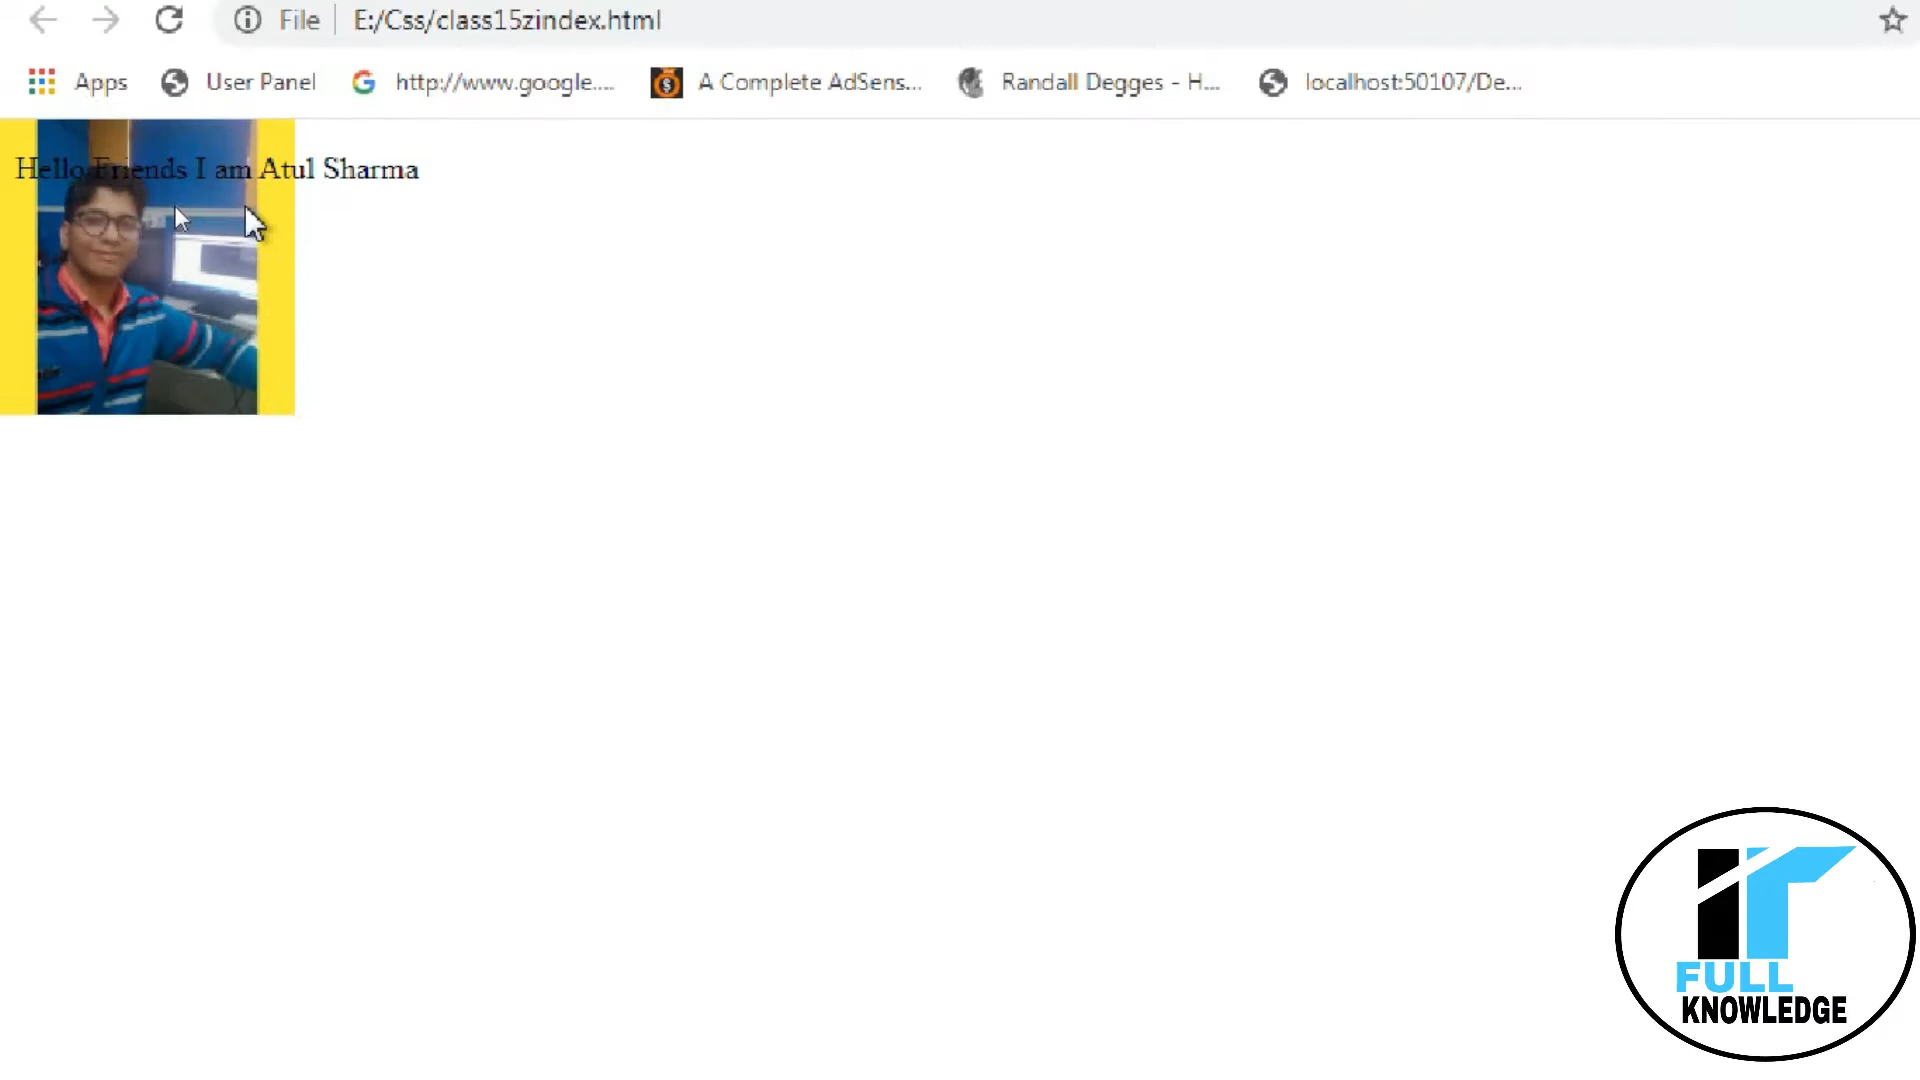 File E:/Css/class15zindex.html
Apps User Panel http://www.google.... A Complete AdSens... Randall Degges - H... localhost:50107/De...
Hello Friends I am Atul Sharma
IT
FULL
KNOWLEDGE